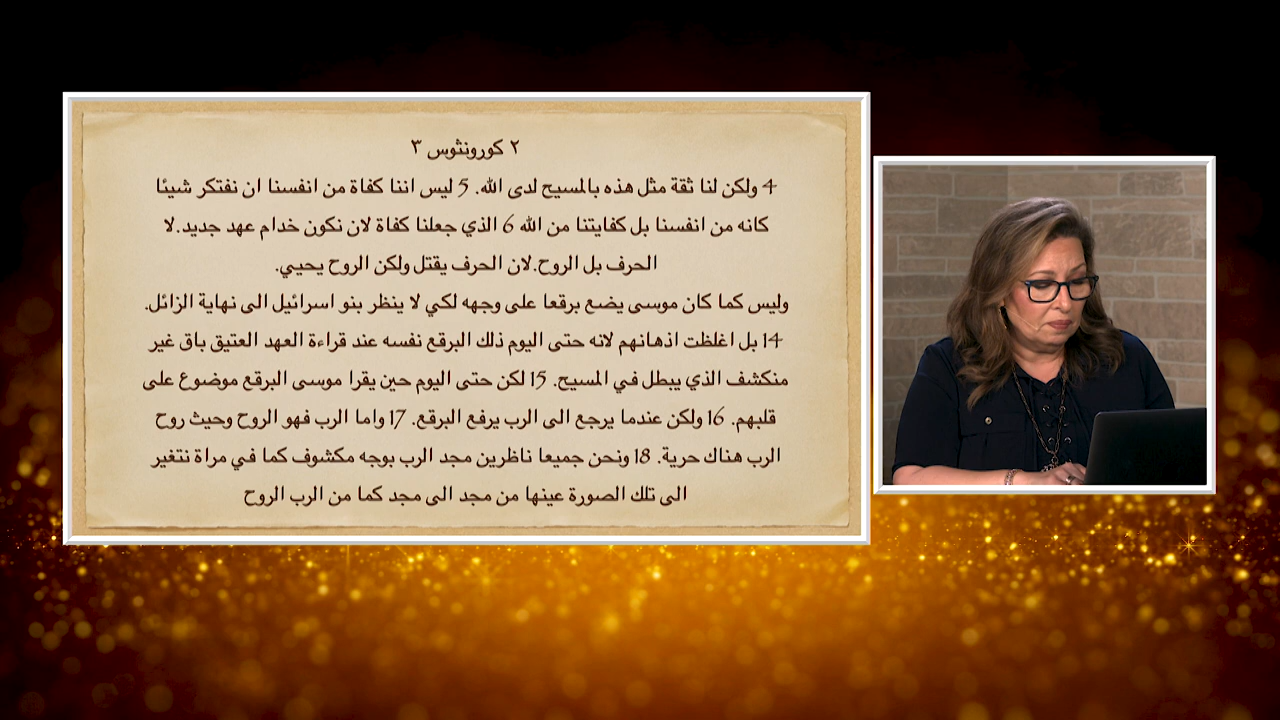 ٢ كورونثوس ٣
4 ولكن لنا ثقة مثل هذه بالمسيح لدى الله. 5 ليس اننا كفاة من انفسنا ان نفتكر شيئا
كانه من انفسنا بل كفايتنا من الله 6 الذي جعلنا كفاة لان نكون خدام عهد جديد.لا
الحرف بل الروح.لان الحرف يقتل ولكن الروح يحيي.
وليس كما كان موسى يضع برقعا على وجهه لكي لا ينظر بنو اسرائيل الى نهاية الزائل.
14 بل اغلظت اذهانهم لانه حتى اليوم ذلك البرقع نفسه عند قراءة العهد العتيق باق غير
منكشف الذي يبطل في المسيح. 15 لكن حتى اليوم حين يقرا موسى البرقع موضوع على
قلبهم. 16 ولكن عندما يرجع الى الرب يرفع البرقع. 17 واما الرب فهو الروح وحيث روح
الرب هناك حرية. 18 ونحن جميعا ناظرين مجد الرب بوجه مكشوف كما في مراة نتغير
الى تلك الصورة عينها من مجد الى مجد كما من الرب الروح